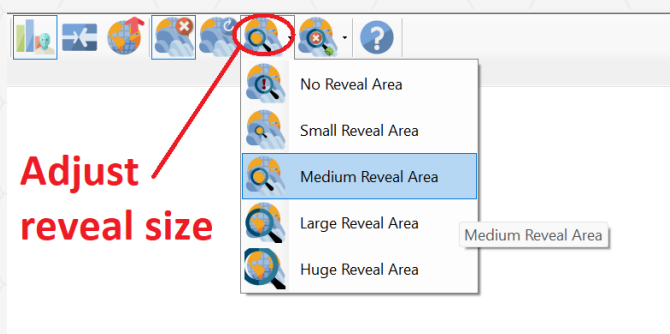 No Reveal Area
Small Reveal Area
Adjust
reveal size
Medium Reveal Area
Large Reveal Area
Medium Reveal Area
Huge Reveal Area